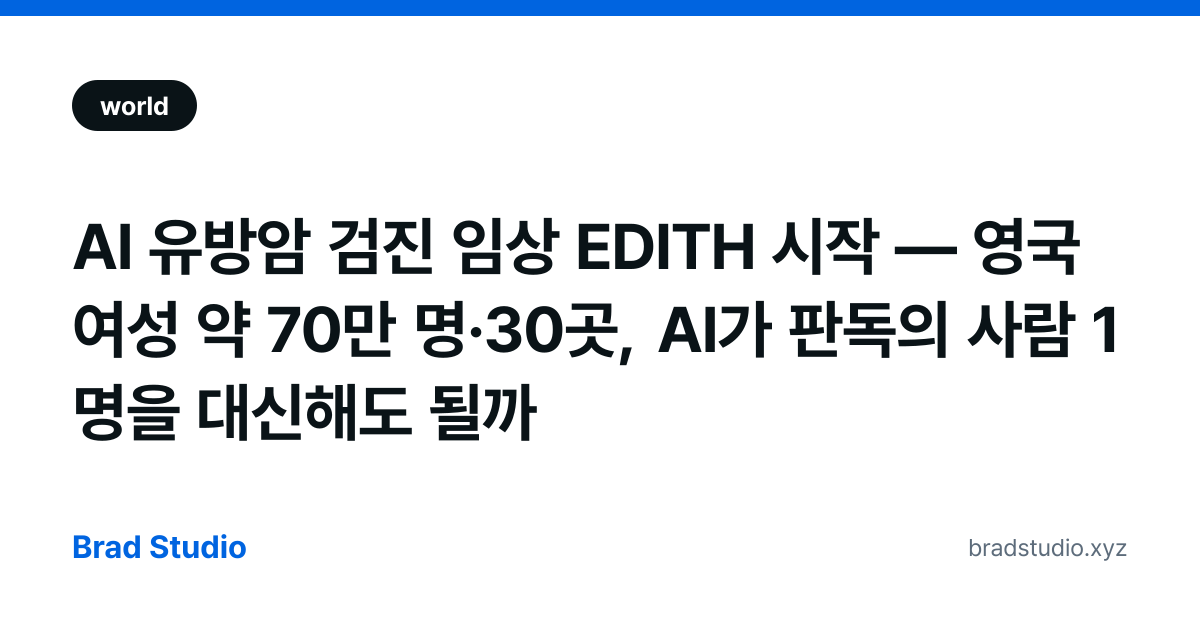 world
AI 유방암 검진 임상 EDITH 시작 — 영국
여성 약 70만 명·30곳, AI가 판독의 사람 1
명을 대신해도 될까
Brad Studio
bradstudio.xyz